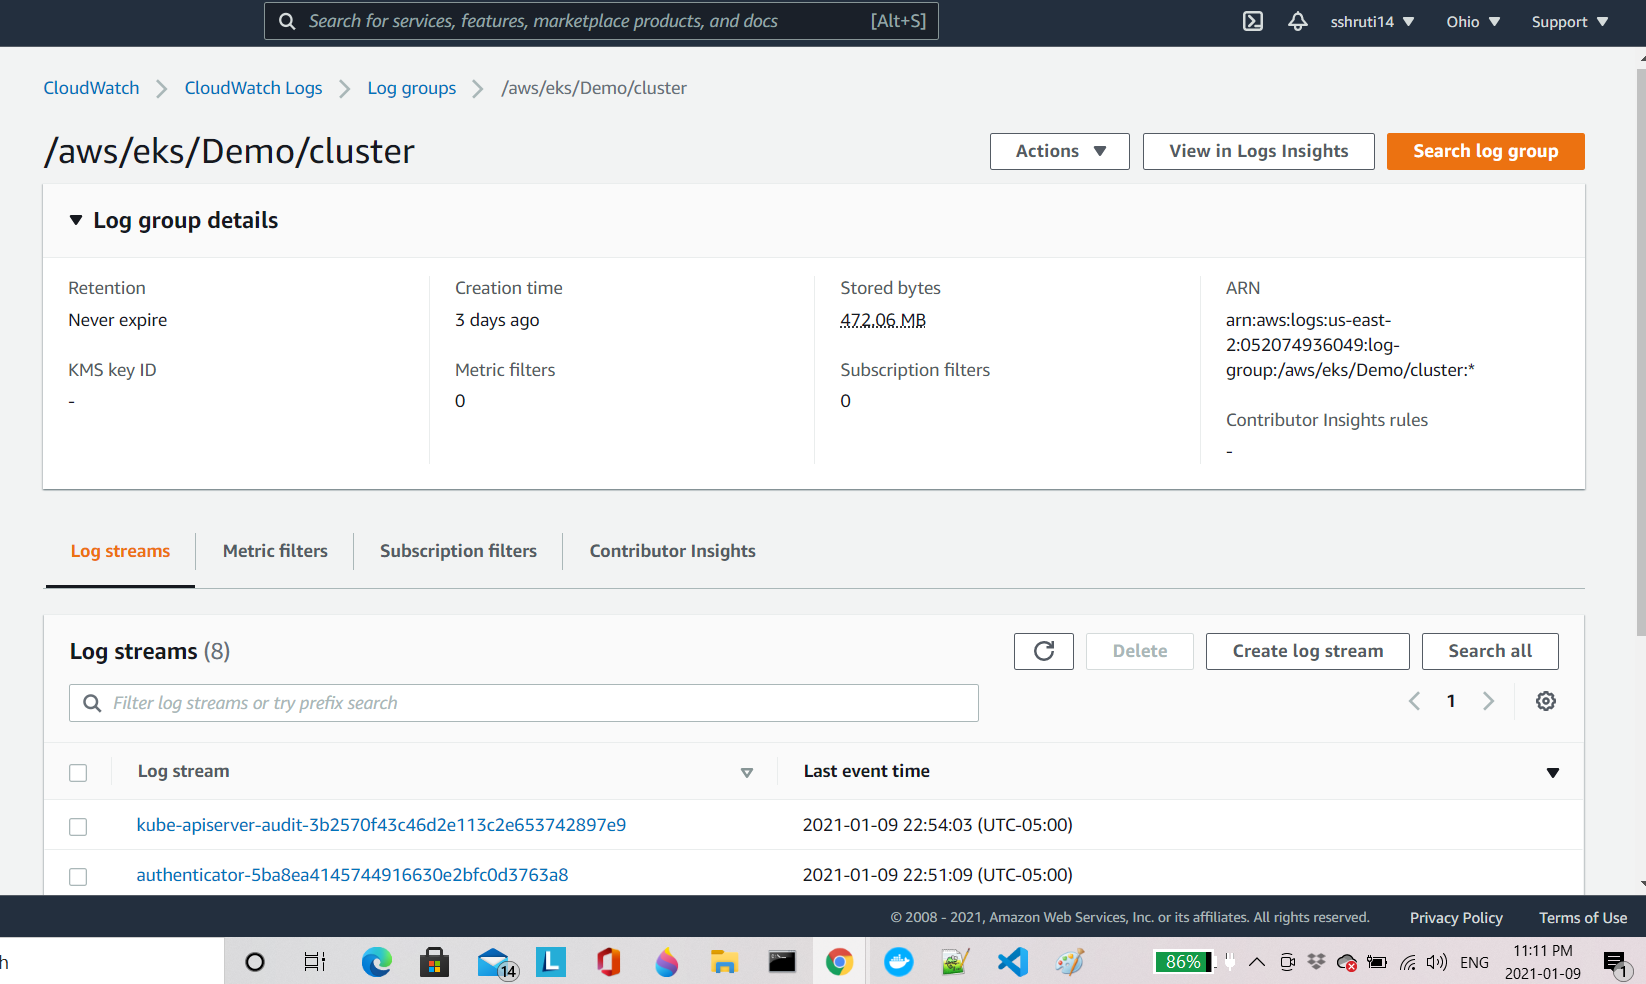 Search for services, features, marketplace products, and docs [Alt+S] sshruti14 Ohio Support
CloudWatch CloudWatch Logs Log groups /aws/eks/Demo/cluster
/aws/eks/Demo/cluster
Actions View in Logs Insights Search log group
Log group details
Retention
Never expire
KMS key ID
-
Creation time
3 days ago
Metric filters
0
Stored bytes
472.06 MB
Subscription filters
0
ARN
arn:aws:logs:us-east-
2:052074936049:log-
group:/aws/eks/Demo/cluster:*
Contributor Insights rules
-
Log streams Metric filters Subscription filters Contributor Insights
Log streams (8)
Delete Create log stream Search all
Filter log streams or try prefix search
1
Log stream Last event time
kube-apiserver-audit-3b2570f43c46d2e113c2e653742897e9 2021-01-09 22:54:03 (UTC-05:00)
authenticator-5ba8ea4145744916630e2bfc0d3763a8 2021-01-09 22:51:09 (UTC-05:00)
© 2008 - 2021, Amazon Web Services, Inc. or its affiliates. All rights reserved. Privacy Policy Terms of Use
h
14
L
86%
ENG
11:11 PM
2021-01-09
1